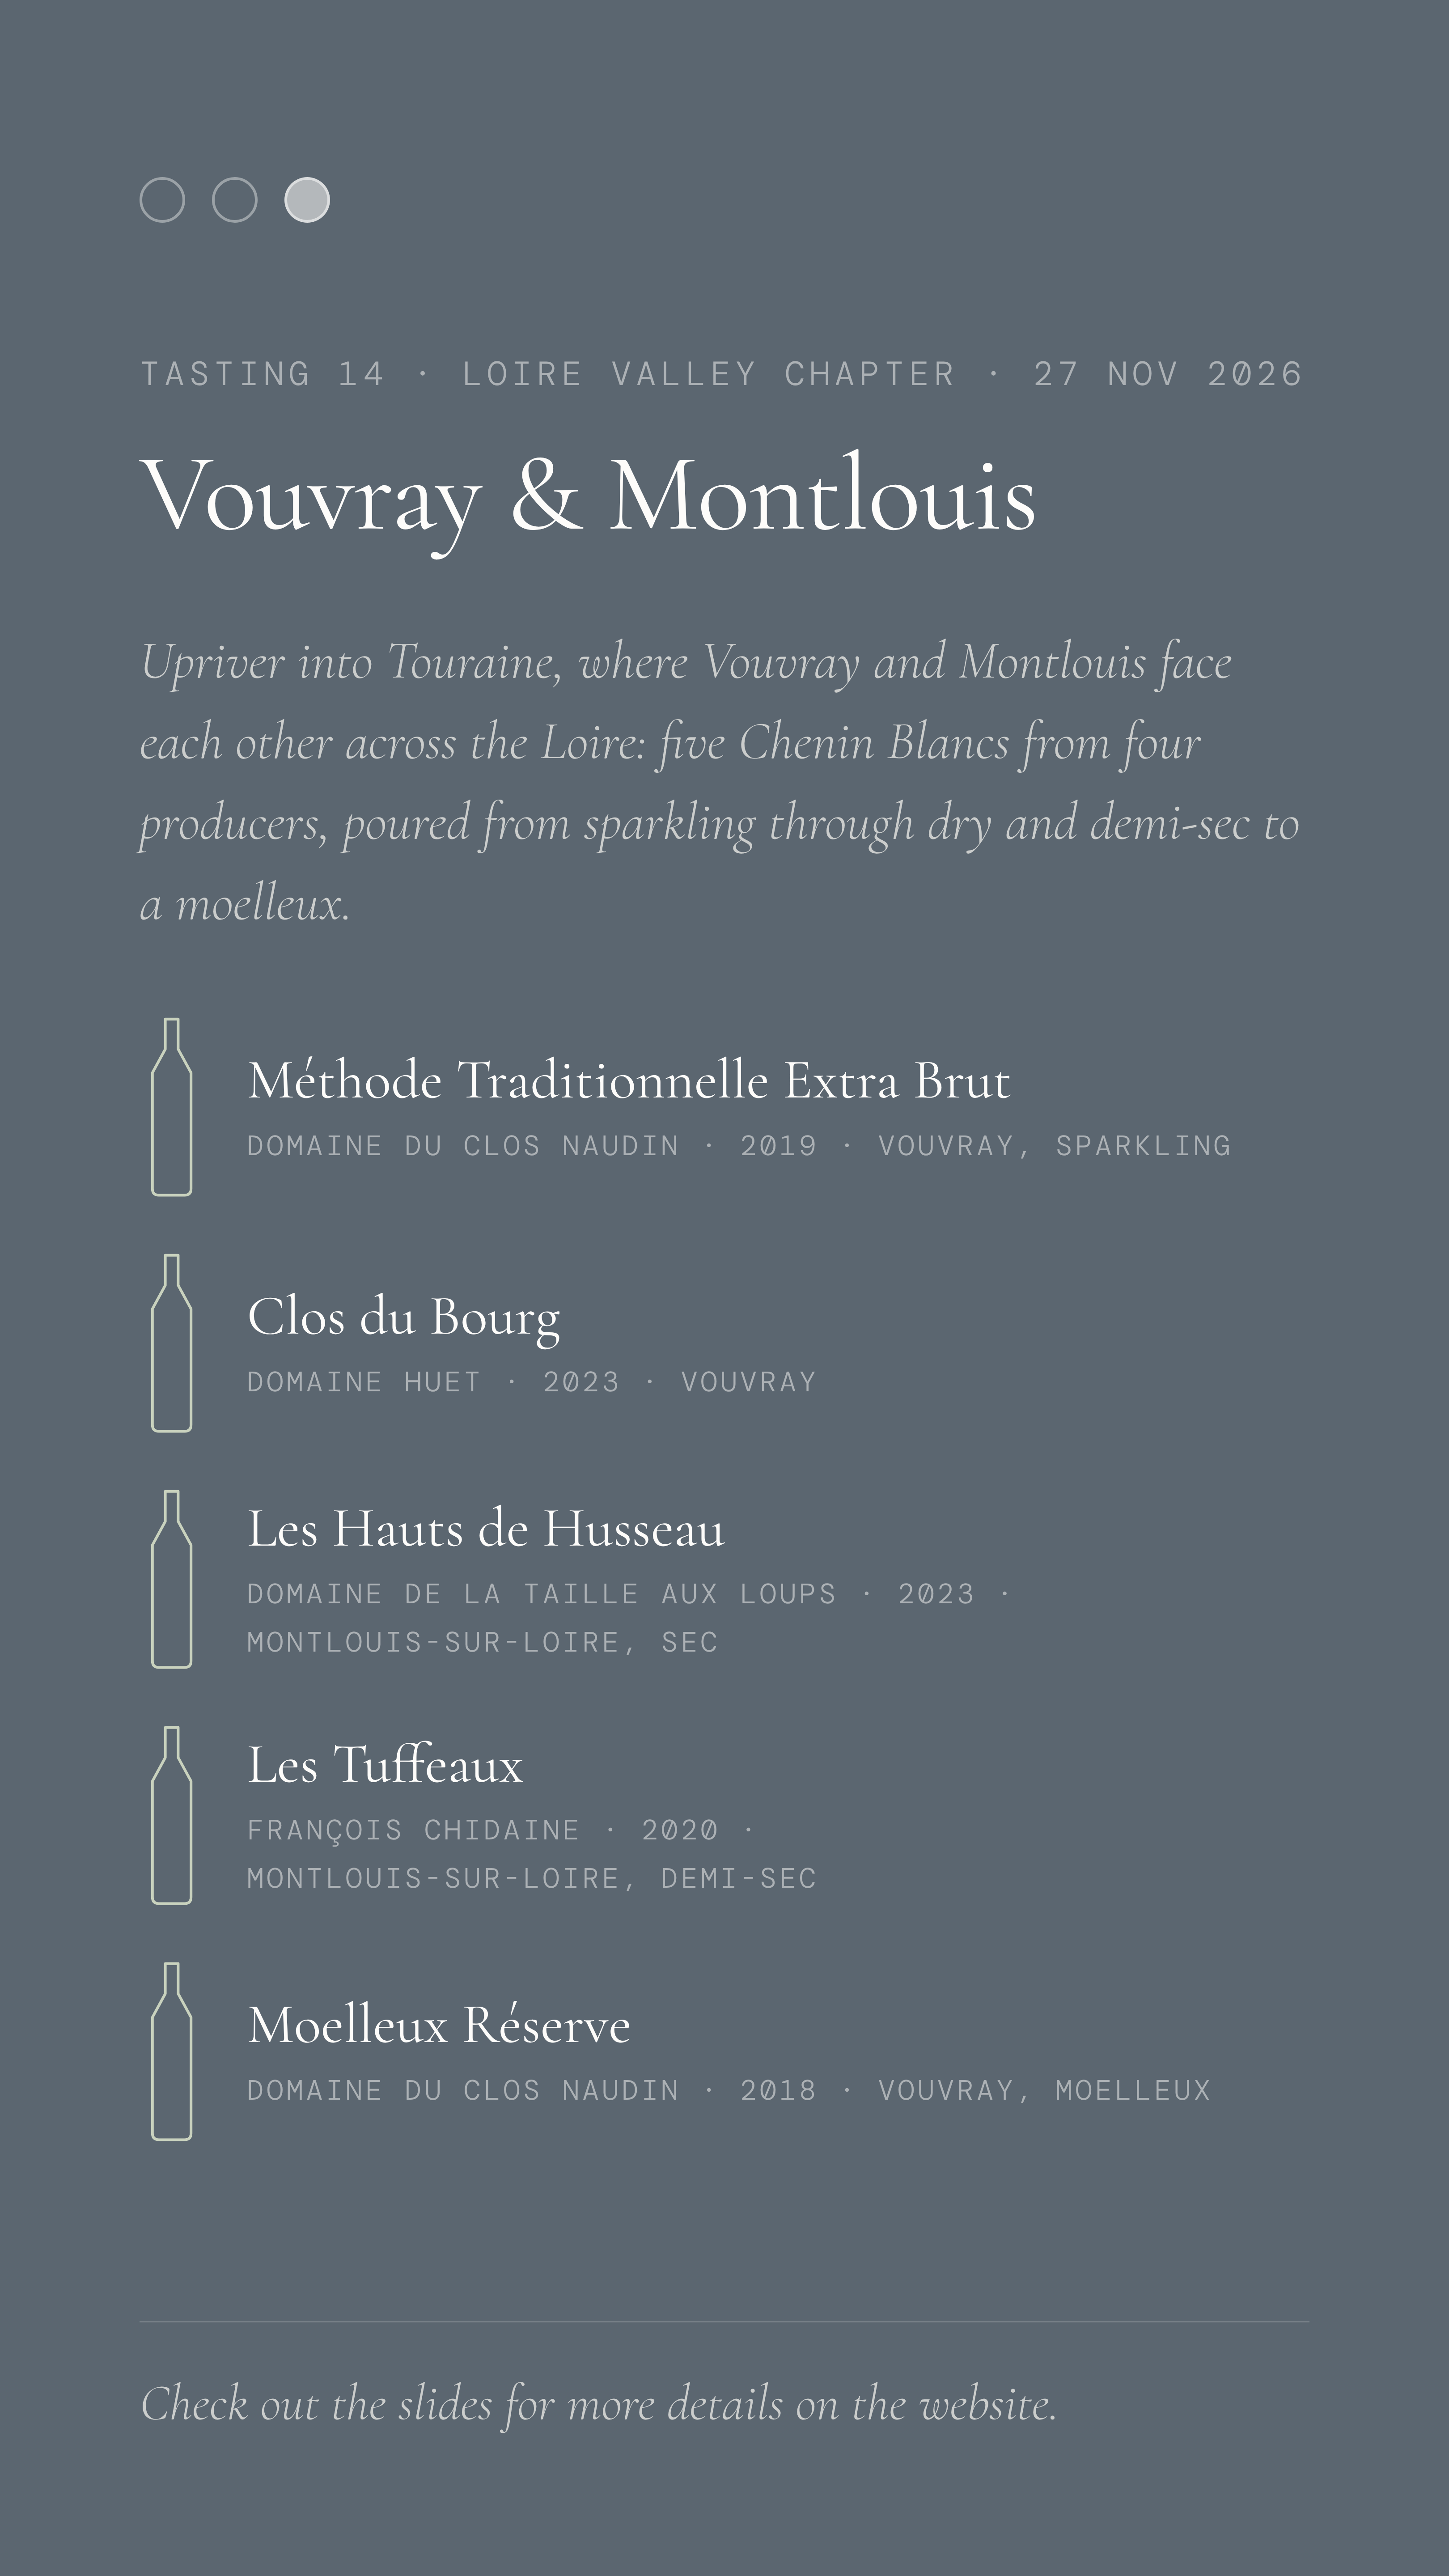 TASTING 14 · LOIRE VALLEY CHAPTER · 27 NOV 2026
Vouvray & Montlouis
Upriver into Touraine, where Vouvray and Montlouis face
each other across the Loire: five Chenin Blancs from four
producers, poured from sparkling through dry and demi-sec to
a moelleux.
Méthode Traditionnelle Extra Brut
DOMAINE DU CLOS NAUDIN · 2019 · VOUVRAY, SPARKLING
Clos du Bourg
DOMAINE HUET · 2023 · VOUVRAY
Les Hauts de Husseau
DOMAINE DE LA TAILLE AUX LOUPS · 2023 ·
MONTLOUIS-SUR-LOIRE, SEC
Les Tuffeaux
FRANÇOIS CHIDAINE · 2020 ·
MONTLOUIS-SUR-LOIRE, DEMI-SEC
Moelleux Réserve
DOMAINE DU CLOS NAUDIN · 2018 · VOUVRAY, MOELLEUX
Check out the slides for more details on the website.